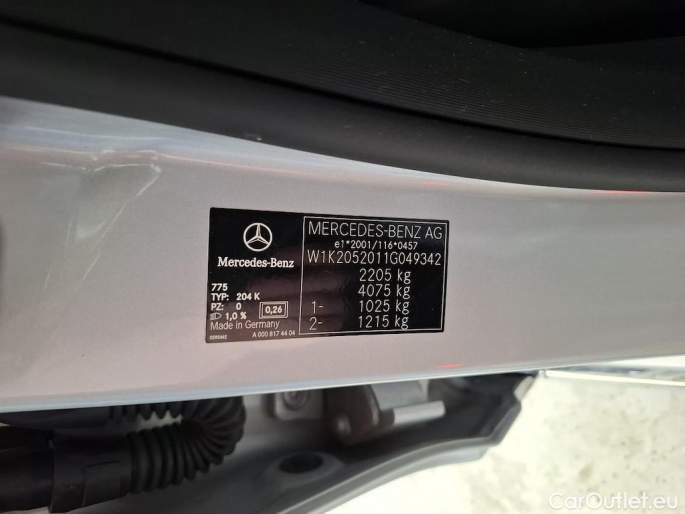 Mercedes-Benz
775
TYP: 204 K
PZ: 0
1,0 % 0,26
Made in Germany
A 000 817 44 04
MERCEDES-BENZ AG
e1*2001/116*0457
W1K2052011G049342
2205 kg
4075 kg
1- 1025 kg
2- 1215 kg
CarOutlet.eu